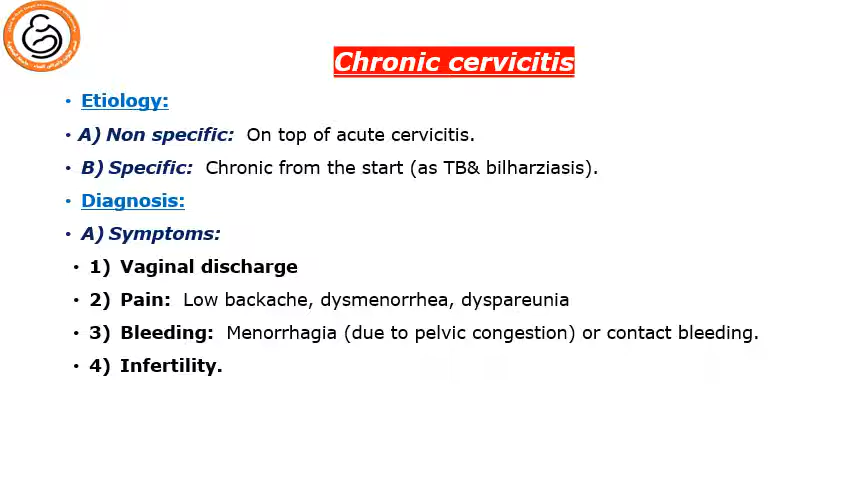 Chronic cervicitis
• Etiology:
• A) Non specific: On top of acute cervicitis.
• B) Specific: Chronic from the start (as TB& bilharziasis).
• Diagnosis:
• A) Symptoms:
• 1) Vaginal discharge
• 2) Pain: Low backache, dysmenorrhea, dyspareunia
• 3) Bleeding: Menorrhagia (due to pelvic congestion) or contact bleeding.
• 4) Infertility.